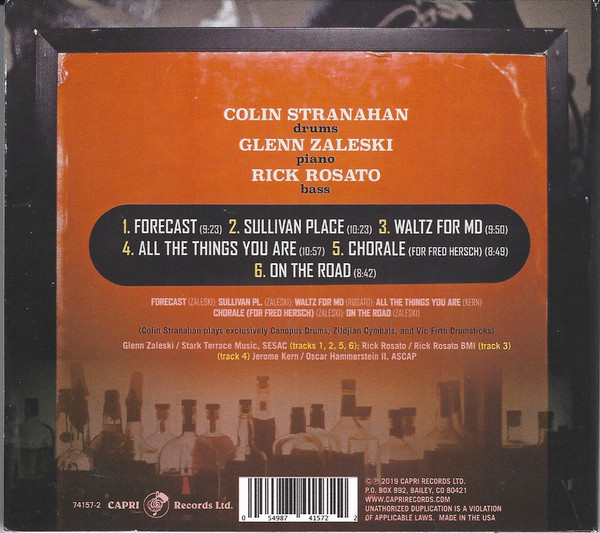 COLIN STRANAHAN
drums
GLENN ZALESKI
piano
RICK ROSATO
bass
1. FORECAST (9:23) 2. SULLIVAN PLACE (10:23) 3. WALTZ FOR MD (9:50)
4. ALL THE THINGS YOU ARE (10:57) 5. CHORALE (FOR FRED HERSCH) (8:49)
6. ON THE ROAD (8:42)
FORECAST (ZALESKI); SULLIVAN PL. (ZALESKI); WALTZ FOR MD (ROSATO); ALL THE THINGS YOU ARE (KERN)
CHORALE (FOR FRED HERSCH) (ZALESKI); ON THE ROAD (ZALESKI)
(Colin Stranahan plays exclusively Canopus Drums, Zildjian Cymbals, and Vic Firth Drumsticks)
Glenn Zaleski / Stark Terrace Music, SESAC (tracks 1, 2, 5, 6); Rick Rosato / Rick Rosato BMI (track 3)
(track 4) Jerome Kern / Oscar Hammerstein II, ASCAP
74157-2 CAPRI Records Ltd.
0 54987 41572 2
© ℗ 2019 CAPRI RECORDS LTD.
P.O. BOX 892, BAILEY, CO 80421
WWW.CAPRIRECORDS.COM
UNAUTHORIZED DUPLICATION IS A VIOLATION
OF APPLICABLE LAWS. MADE IN THE USA